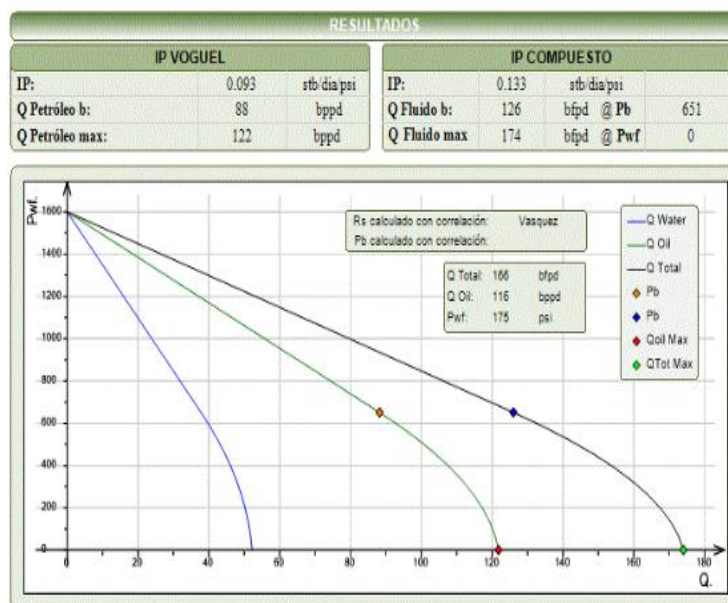 RESULTADOS
IP VOGUEL
IP: 0.093 stb/dia/psi
Q Petróleo b: 88 bppd
Q Petróleo max: 122 bppd
IP COMPUESTO
IP: 0.133 stb/dia/psi
Q Fluido b: 126 bfpd @ Pb 651
Q Fluido max 174 bfpd @ Pwf 0
Pwf.
1600
1400
1200
1000
800
600
400
200
0
Rs calculado con correlación: Vasquez
Pb calculado con correlación:
Q Total: 166 bfpd
Q Oil: 116 bppd
Pwf: 175 psi
Q Water
Q Oil
Q Total
Pb
Pb
Qoil Max
QTot Max
0 20 40 60 80 100 120 140 160 180
Q.